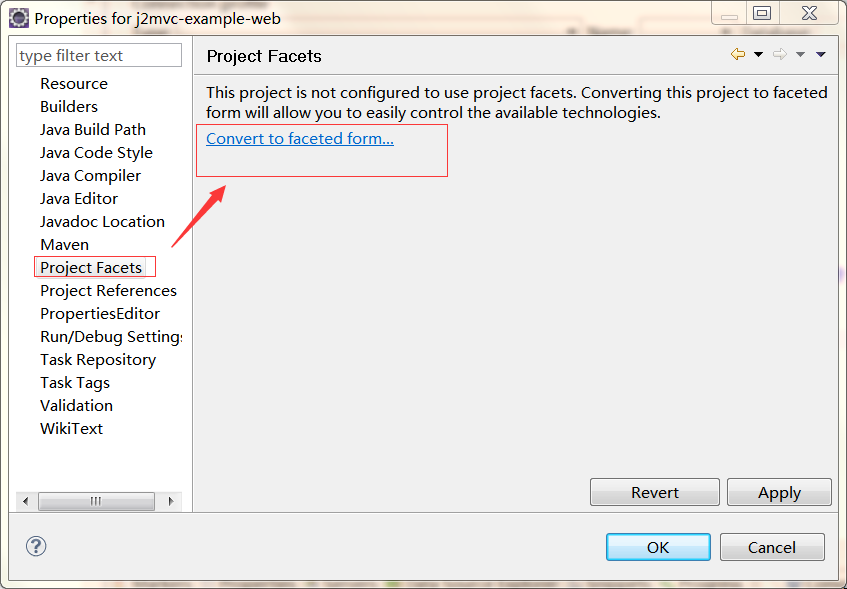 Properties for j2mvc-example-web
type filter text
Resource
Builders
Java Build Path
Java Code Style
Java Compiler
Java Editor
Javadoc Location
Maven
Project Facets
Project References
PropertiesEditor
Run/Debug Settings
Task Repository
Task Tags
Validation
WikiText
Project Facets
This project is not configured to use project facets. Converting this project to faceted
form will allow you to easily control the available technologies.
Convert to faceted form...
Revert
Apply
?
OK
Cancel